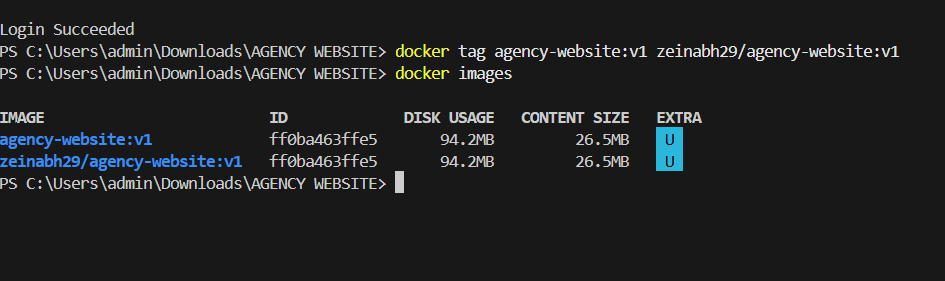 Login Succeeded
PS C:\Users\admin\Downloads\AGENCY WEBSITE> docker tag agency-website:v1 zeinabh29/agency-website:v1
PS C:\Users\admin\Downloads\AGENCY WEBSITE> docker images
IMAGE ID DISK USAGE CONTENT SIZE EXTRA
agency-website:v1 ff0ba463ffe5 94.2MB 26.5MB U
zeinabh29/agency-website:v1 ff0ba463ffe5 94.2MB 26.5MB U
PS C:\Users\admin\Downloads\AGENCY WEBSITE>